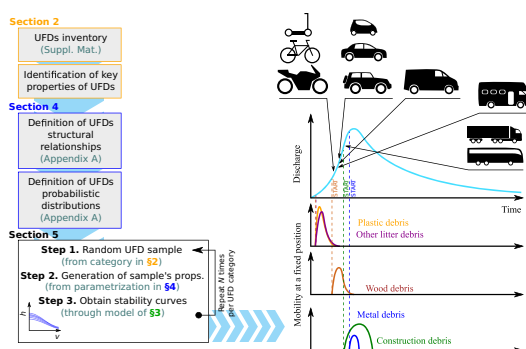 Section 2
UFDs inventory
(Suppl. Mat.)
Identification of key
properties of UFDs
Section 4
Definition of UFDs
structural
relationships
(Appendix A)
Definition of UFDs
probabilistic
distributions
(Appendix A)
Section 5
Step 1. Random UFD sample
(from category in §2)
Step 2. Generation of sample's props.
(from parametrization in §4)
Step 3. Obtain stability curves
(through model of §3)
h
v
Repeat N times
per UFD category
Discharge
START
START
START
Time
Mobility at a fixed position
Plastic debris
Other litter debris
Wood debris
Metal debris
Construction debris